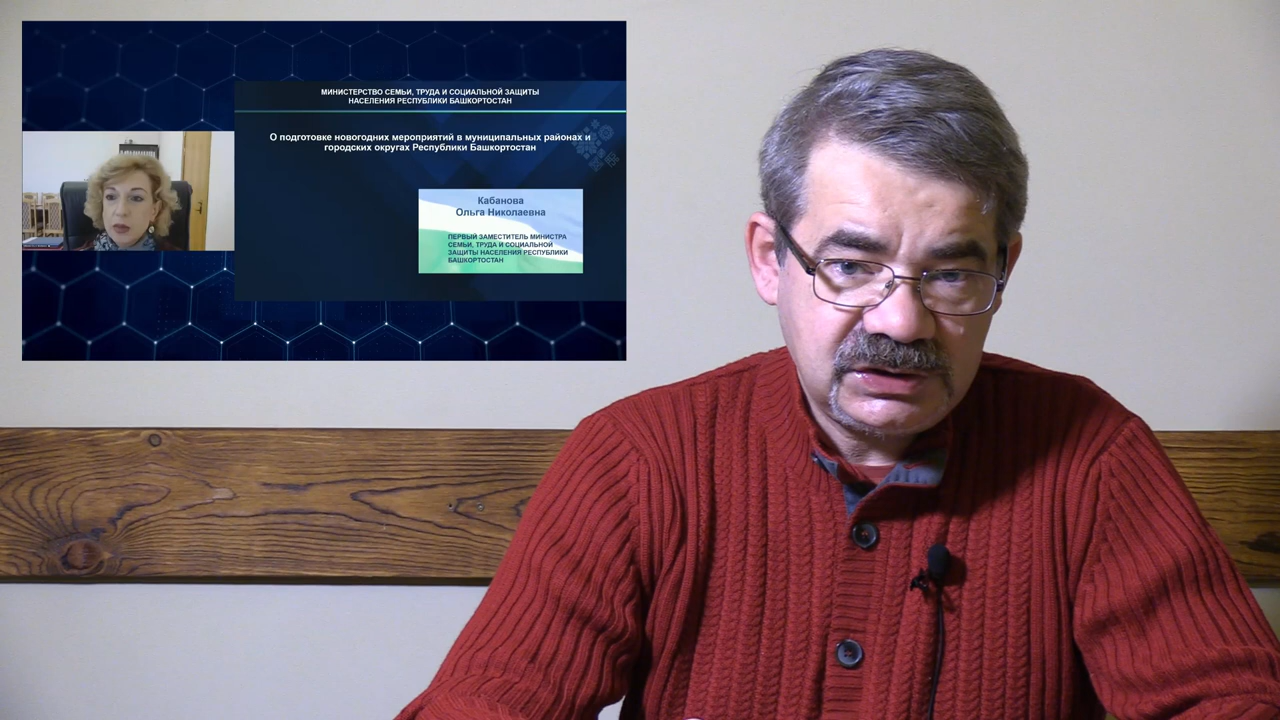 МИНИСТЕРСТВО СЕМЬИ, ТРУДА И СОЦИАЛЬНОЙ ЗАЩИТЫ
НАСЕЛЕНИЯ РЕСПУБЛИКИ БАШКОРТОСТАН
О подготовке новогодних мероприятий в муниципальных районах и
городских округах Республики Башкортостан
Кабанова
Ольга Николаевна
ПЕРВЫЙ ЗАМЕСТИТЕЛЬ МИНИСТРА
СЕМЬИ, ТРУДА И СОЦИАЛЬНОЙ
ЗАЩИТЫ НАСЕЛЕНИЯ РЕСПУБЛИКИ
БАШКОРТОСТАН